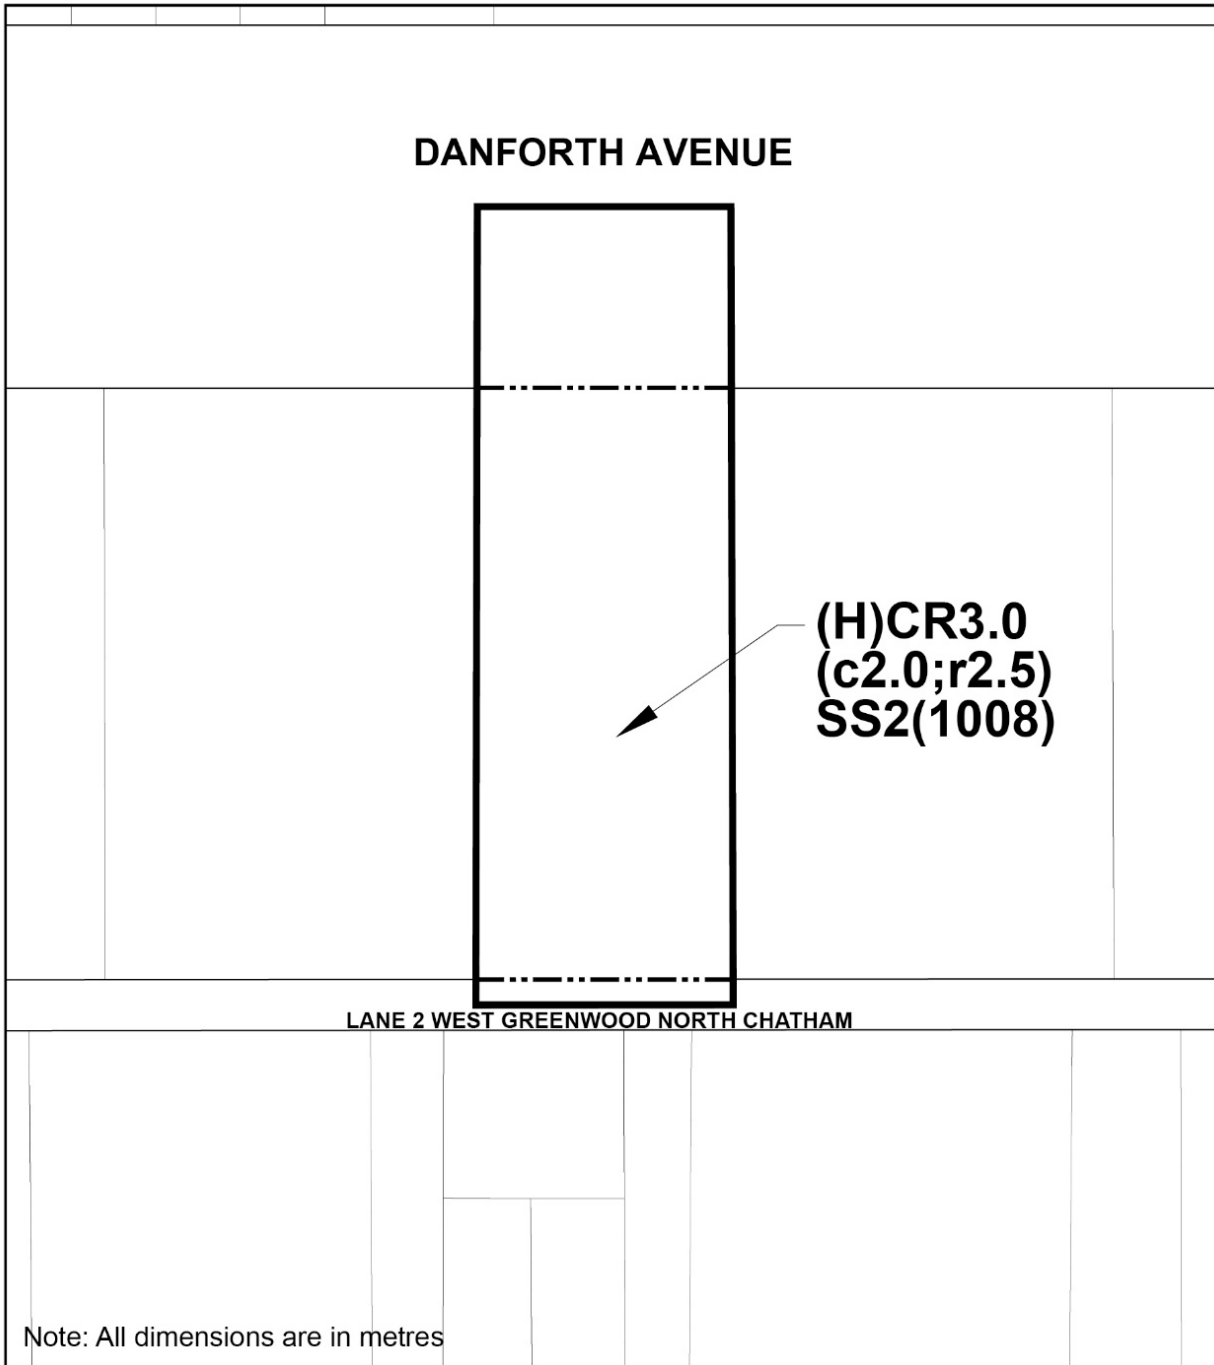 DANFORTH AVENUE
(H)CR3.0
(c2.0;r2.5)
SS2(1008)
LANE 2 WEST GREENWOOD NORTH CHATHAM
Note: All dimensions are in metres